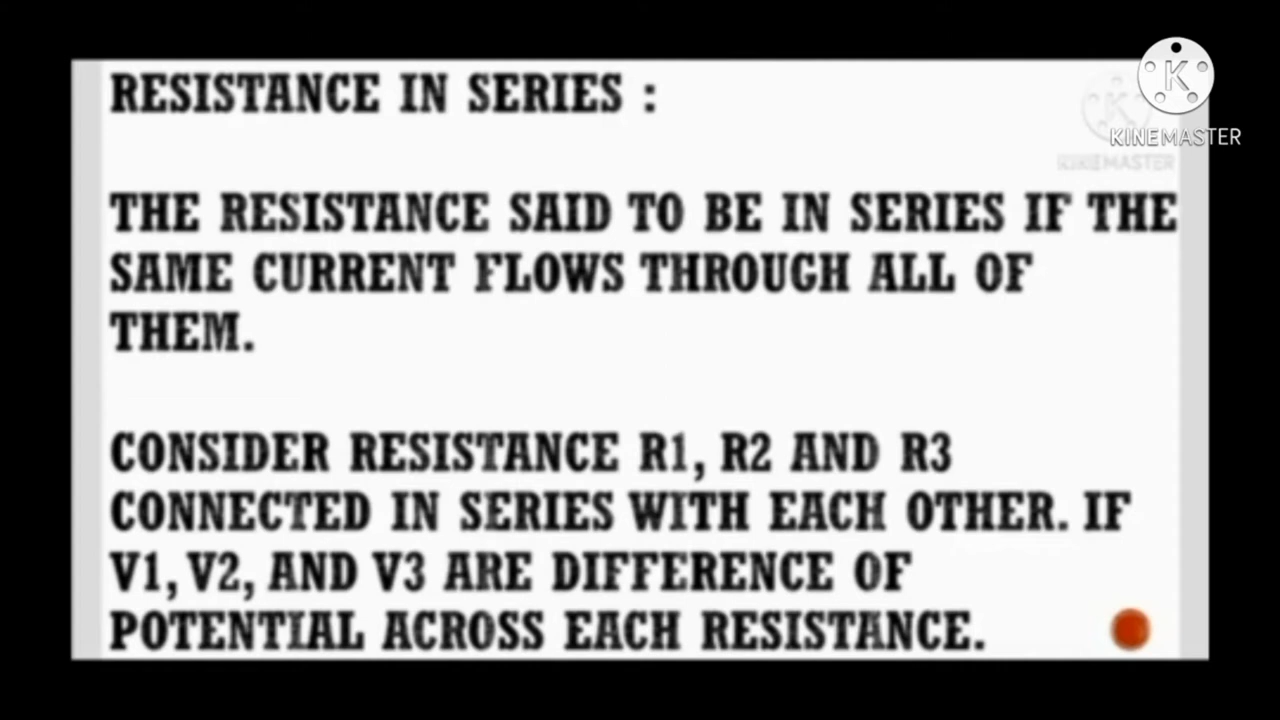 RESISTANCE IN SERIES :
THE RESISTANCE SAID TO BE IN SERIES IF THE
SAME CURRENT FLOWS THROUGH ALL OF
THEM.
CONSIDER RESISTANCE R1, R2 AND R3
CONNECTED IN SERIES WITH EACH OTHER. IF
V1, V2, AND V3 ARE DIFFERENCE OF
POTENTIAL ACROSS EACH RESISTANCE.
K
KINEMASTER
K
KINEMASTER